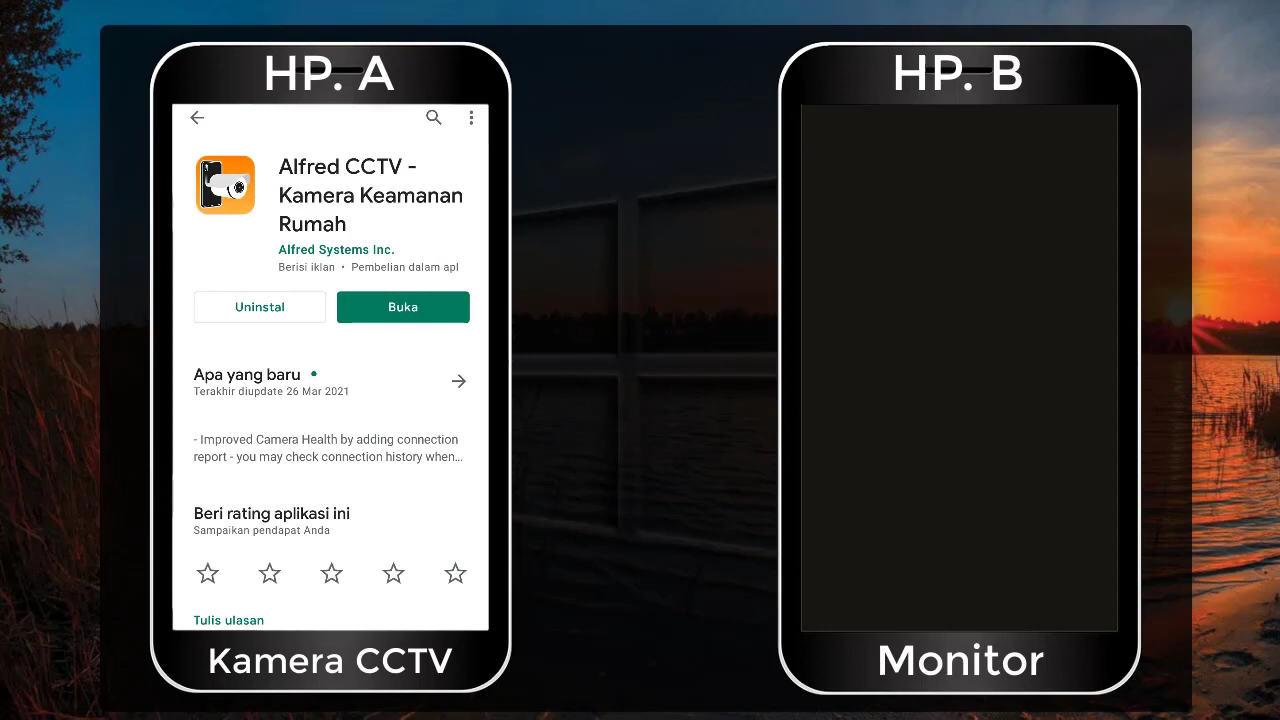 HP. A
Alfred CCTV -
Kamera Keamanan
Rumah
Alfred Systems Inc.
Berisi iklan • Pembelian dalam apl
Uninstal
Buka
Apa yang baru •
Terakhir diupdate 26 Mar 2021
- Improved Camera Health by adding connection
report - you may check connection history when...
Beri rating aplikasi ini
Sampaikan pendapat Anda
Tulis ulasan
Kamera CCTV
HP. B
Monitor